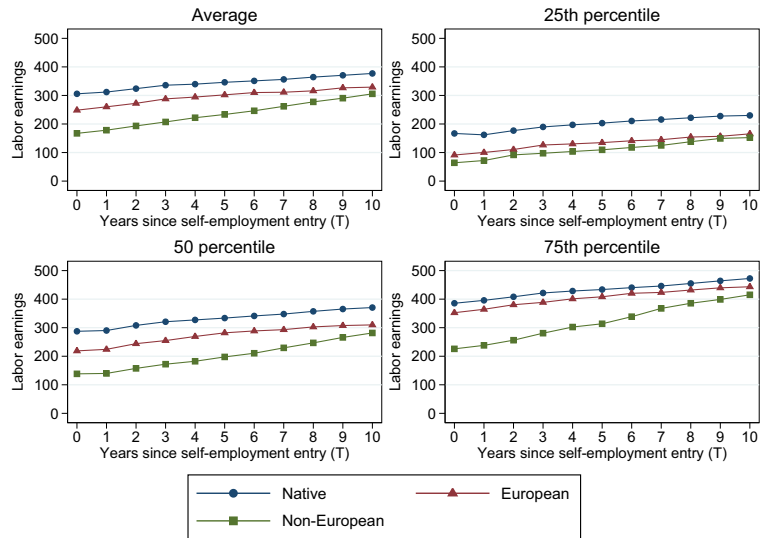 Average
Labor earnings
500
400
300
200
100
0
0 1 2 3 4 5 6 7 8 9 10
Years since self-employment entry (T)
25th percentile
Labor earnings
500
400
300
200
100
0
0 1 2 3 4 5 6 7 8 9 10
Years since self-employment entry (T)
50 percentile
Labor earnings
500
400
300
200
100
0
0 1 2 3 4 5 6 7 8 9 10
Years since self-employment entry (T)
75th percentile
Labor earnings
500
400
300
200
100
0
0 1 2 3 4 5 6 7 8 9 10
Years since self-employment entry (T)
Native
European
Non-European